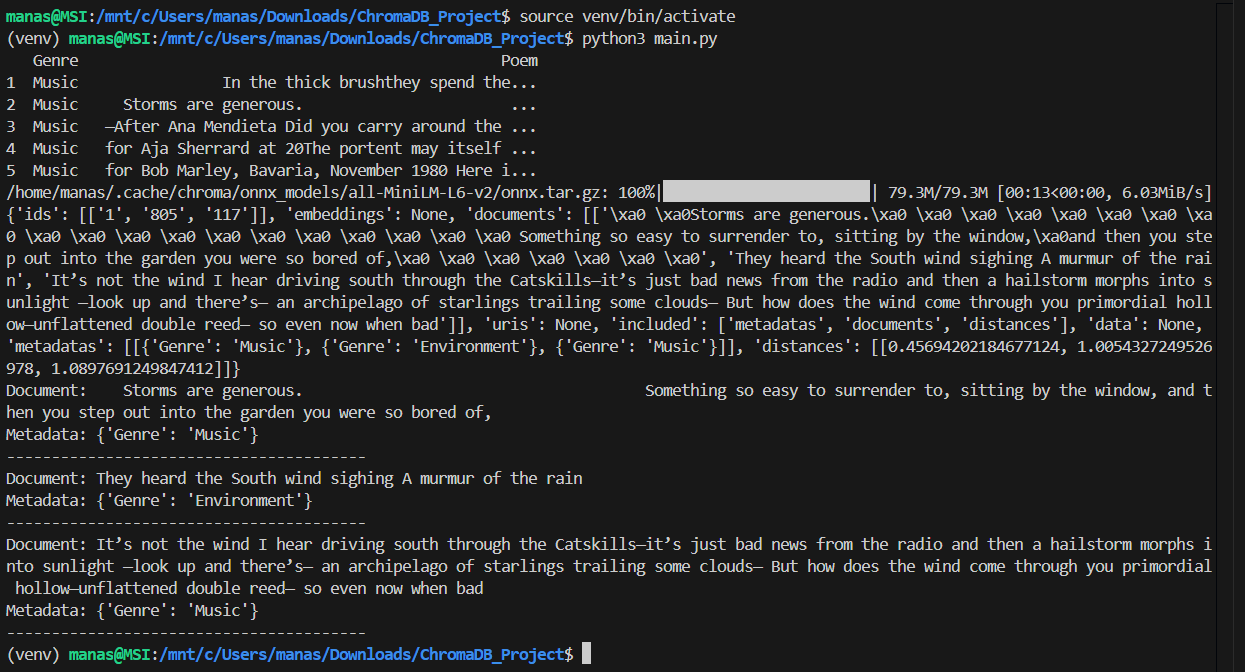 manas@MSI:/mnt/c/Users/manas/Downloads/ChromaDB_Project$ source venv/bin/activate
(venv) manas@MSI:/mnt/c/Users/manas/Downloads/ChromaDB_Project$ python3 main.py
Genre Poem
1 Music In the thick brushthey spend the...
2 Music Storms are generous. ...
3 Music —After Ana Mendieta Did you carry around the ...
4 Music for Aja Sherrard at 20The portent may itself ...
5 Music for Bob Marley, Bavaria, November 1980 Here i...
/home/manas/.cache/chroma/onnx_models/all-MiniLM-L6-v2/onnx.tar.gz: 100%|██████████| 79.3M/79.3M [00:13<00:00, 6.03MiB/s]
{'ids': [['1', '805', '117']], 'embeddings': None, 'documents': [['\xa0 \xa0Storms are generous.\xa0 \xa0 \xa0 \xa0 \xa0 \xa0 \xa0 \xa
0 \xa0 \xa0 \xa0 \xa0 \xa0 \xa0 \xa0 \xa0 \xa0 \xa0 \xa0 Something so easy to surrender to, sitting by the window,\xa0and then you ste
p out into the garden you were so bored of,\xa0 \xa0 \xa0 \xa0 \xa0 \xa0 \xa0', 'They heard the South wind sighing A murmur of the rai
n', 'It’s not the wind I hear driving south through the Catskills—it’s just bad news from the radio and then a hailstorm morphs into s
unlight —look up and there’s— an archipelago of starlings trailing some clouds— But how does the wind come through you primordial holl
ow—unflattened double reed— so even now when bad']], 'uris': None, 'included': ['metadatas', 'documents', 'distances'], 'data': None,
'metadatas': [[{'Genre': 'Music'}, {'Genre': 'Environment'}, {'Genre': 'Music'}]], 'distances': [[0.45694202184677124, 1.0054327249526
978, 1.0897691249847412]]}
Document: Storms are generous. Something so easy to surrender to, sitting by the window, and t
hen you step out into the garden you were so bored of,
Metadata: {'Genre': 'Music'}
----------------------------------------
Document: They heard the South wind sighing A murmur of the rain
Metadata: {'Genre': 'Environment'}
----------------------------------------
Document: It’s not the wind I hear driving south through the Catskills—it’s just bad news from the radio and then a hailstorm morphs i
nto sunlight —look up and there’s— an archipelago of starlings trailing some clouds— But how does the wind come through you primordial
hollow—unflattened double reed— so even now when bad
Metadata: {'Genre': 'Music'}
----------------------------------------
(venv) manas@MSI:/mnt/c/Users/manas/Downloads/ChromaDB_Project$